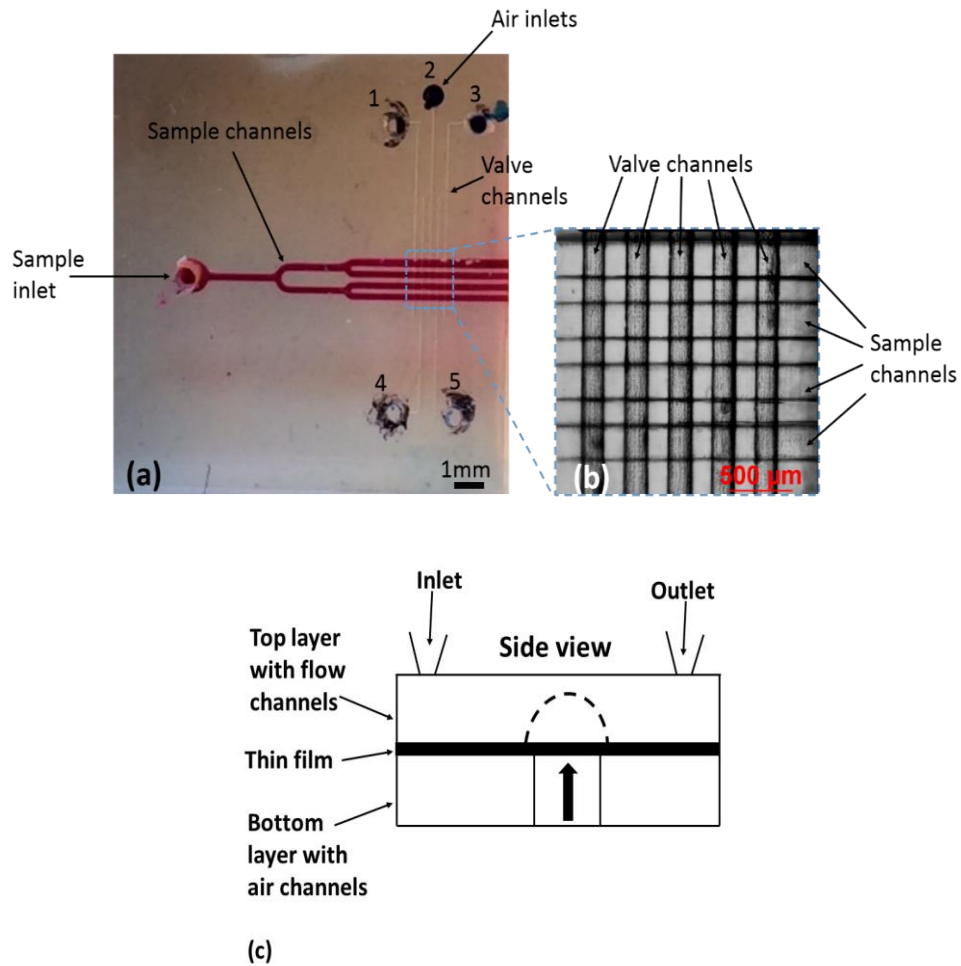 Air inlets
2
1
3
Sample channels
Valve
channels
Valve channels
Sample
inlet
Sample
channels
4
5
(a)
1mm
(b)
500 μm
Inlet
Outlet
Top layer
with flow
channels
Side view
Thin film
Bottom
layer with
air channels
(c)